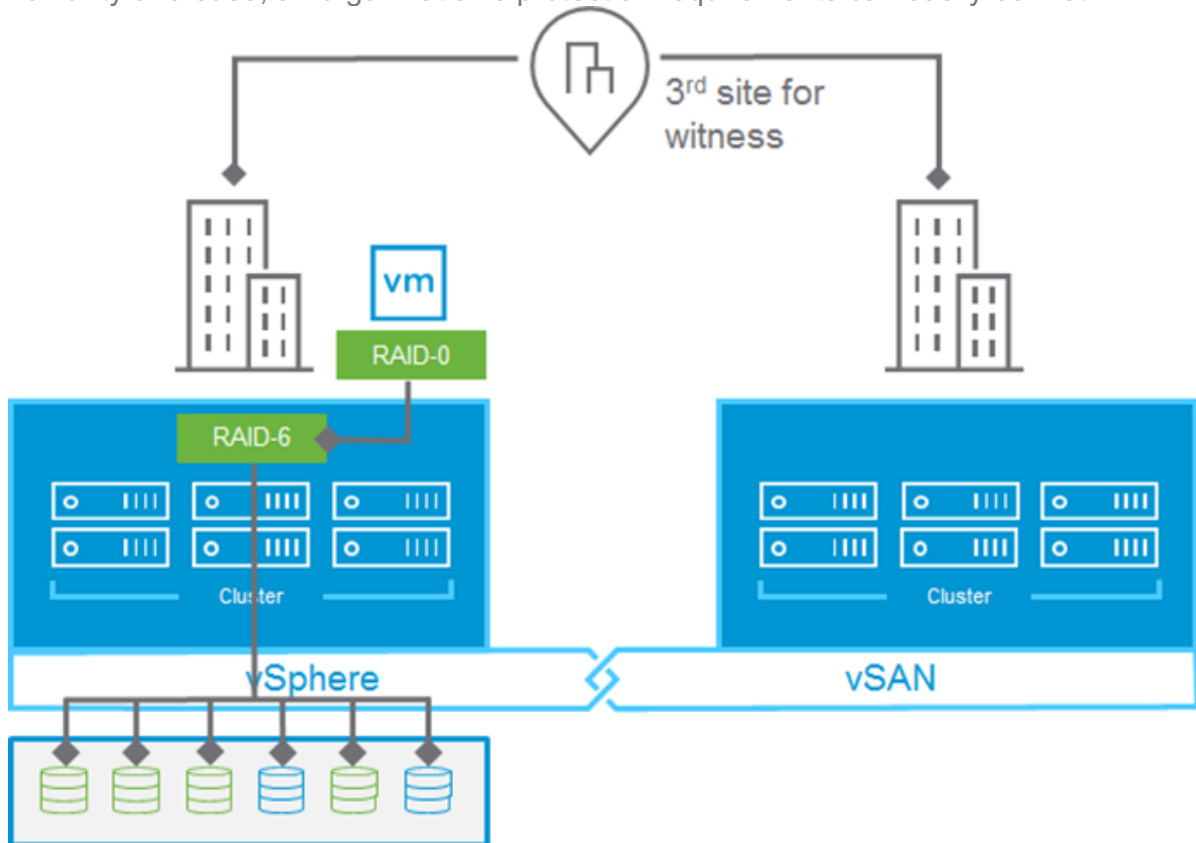 3rd site for
witness
vm
RAID-0
RAID-6
Cluster
Cluster
vSphere
vSAN